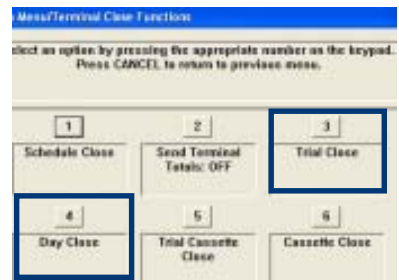 Menu/Terminal Close Functions
lect an option by pressing the appropriate number on the keypad.
Press CANCEL to return to previous menu.
1 2 3
Schedule Close Send Terminal Trial Close
Totals: OFF
4 5 6
Day Close Trial Cassette Cassette Close
Close